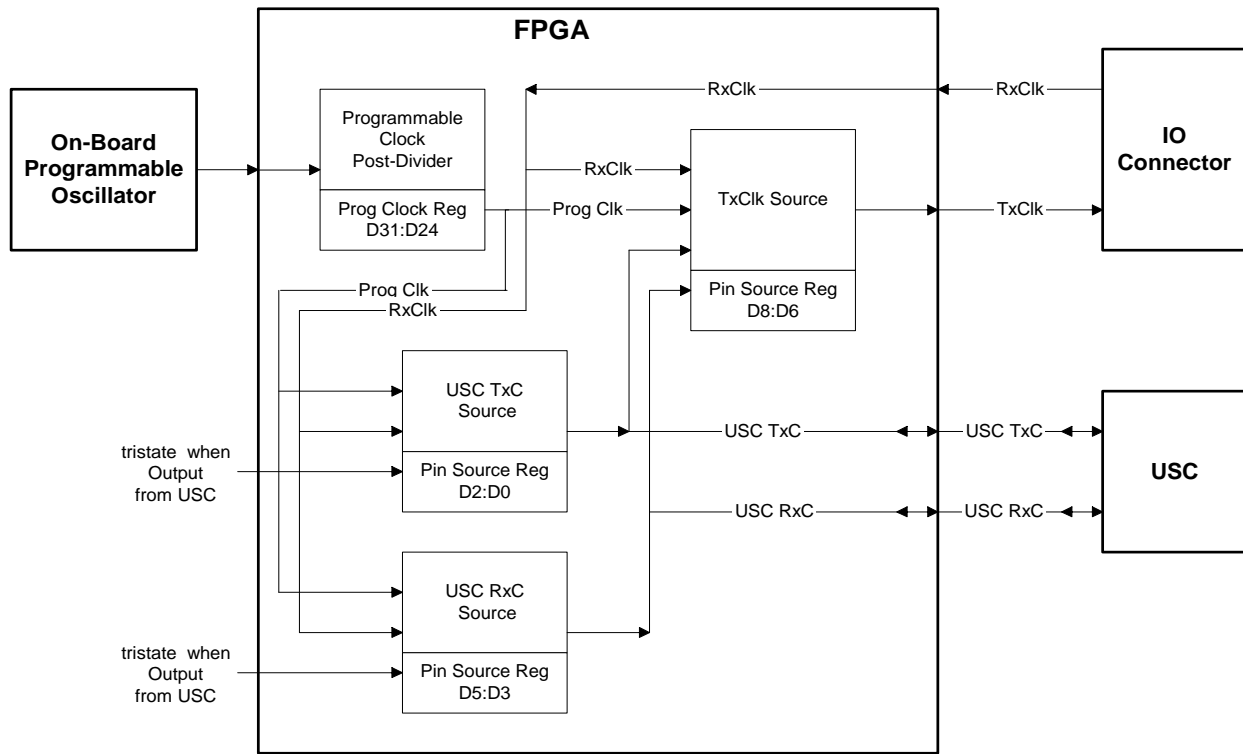 FPGA
RxClk
RxClk
On-Board
Programmable
Oscillator
Programmable
Clock
Post-Divider
Prog Clock Reg
D31:D24
RxClk
Prog Clk
TxClk Source
Pin Source Reg
D8:D6
TxClk
IO
Connector
Prog Clk
RxClk
USC TxC
Source
Pin Source Reg
D2:D0
tristate when
Output
from USC
USC TxC
USC TxC
USC RxC
USC RxC
USC
USC RxC
Source
Pin Source Reg
D5:D3
tristate when
Output
from USC